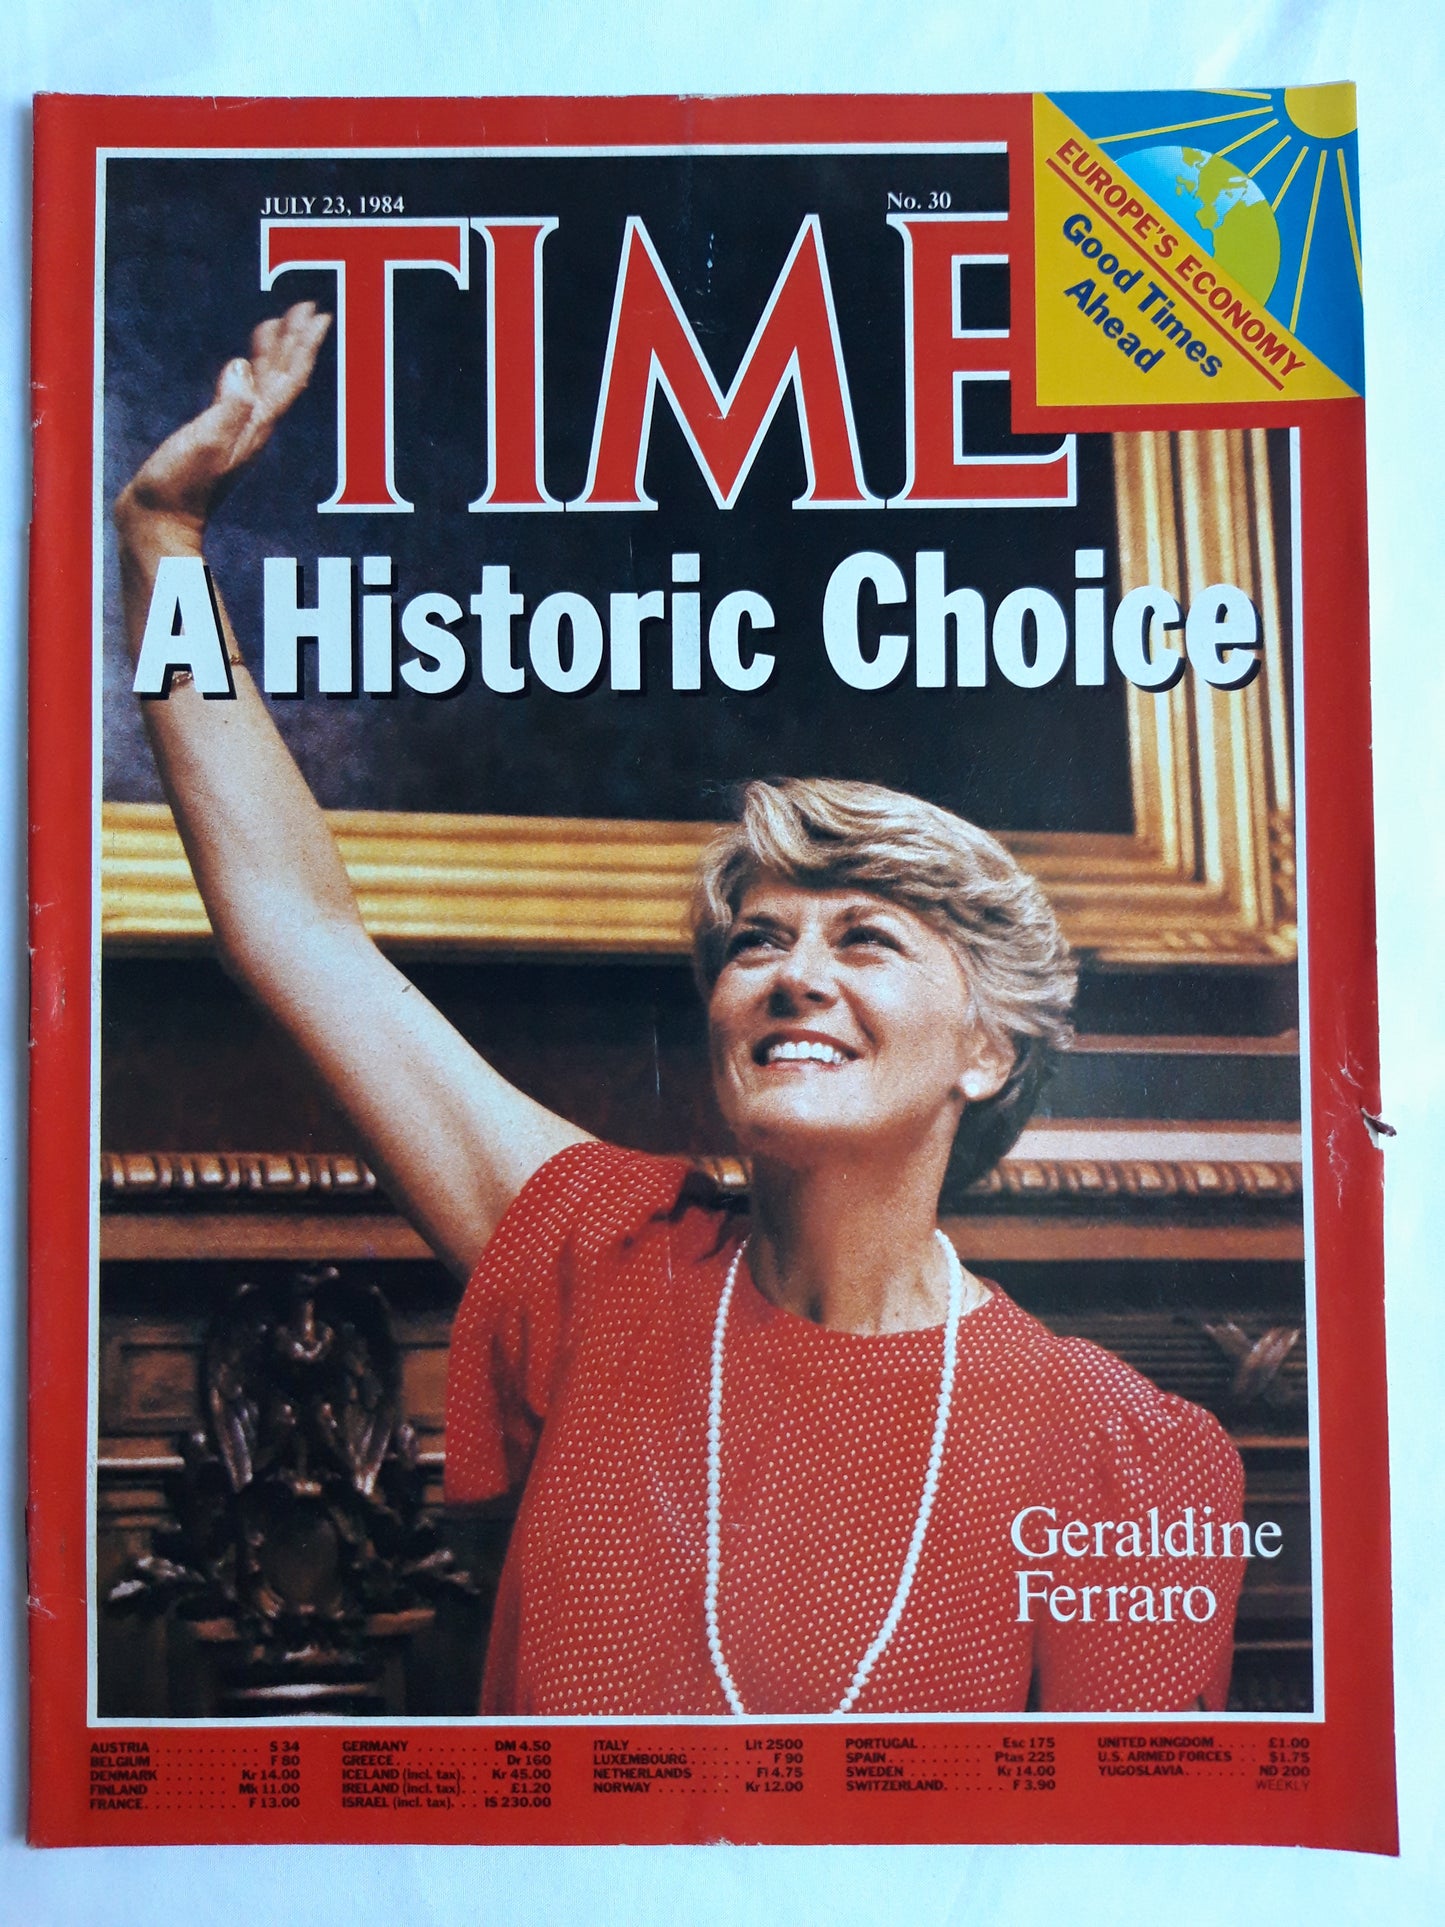 JULY 23, 1984
No. 30
TIME
EUROPE'S ECONOMY
Good Times
Ahead
A Historic Choice
Geraldine
Ferraro
AUSTRIA . . . . . . . . . . S 34
BELGIUM . . . . . . . . . . F 80
DENMARK . . . . . . . . Kr 14.00
FINLAND . . . . . . . . Mk 11.00
FRANCE . . . . . . . . . F 13.00
GERMANY . . . . . . . DM 4.50
GREECE . . . . . . . . . Dr 160
ICELAND (incl. tax) . . Kr 45.00
IRELAND (incl. tax) . . . £1.20
ISRAEL (incl. tax) . . . IS 230.00
ITALY . . . . . . . . . Lit 2500
LUXEMBOURG . . . . . . . F 90
NETHERLANDS . . . . . Fl 4.75
NORWAY . . . . . . . Kr 12.00
PORTUGAL . . . . . . . Esc 175
SPAIN . . . . . . . . Ptas 225
SWEDEN . . . . . . . Kr 14.00
SWITZERLAND . . . . . . F 3.90
UNITED KINGDOM . . . . £1.00
U.S. ARMED FORCES . . $1.75
YUGOSLAVIA . . . . . . ND 200
WEEKLY